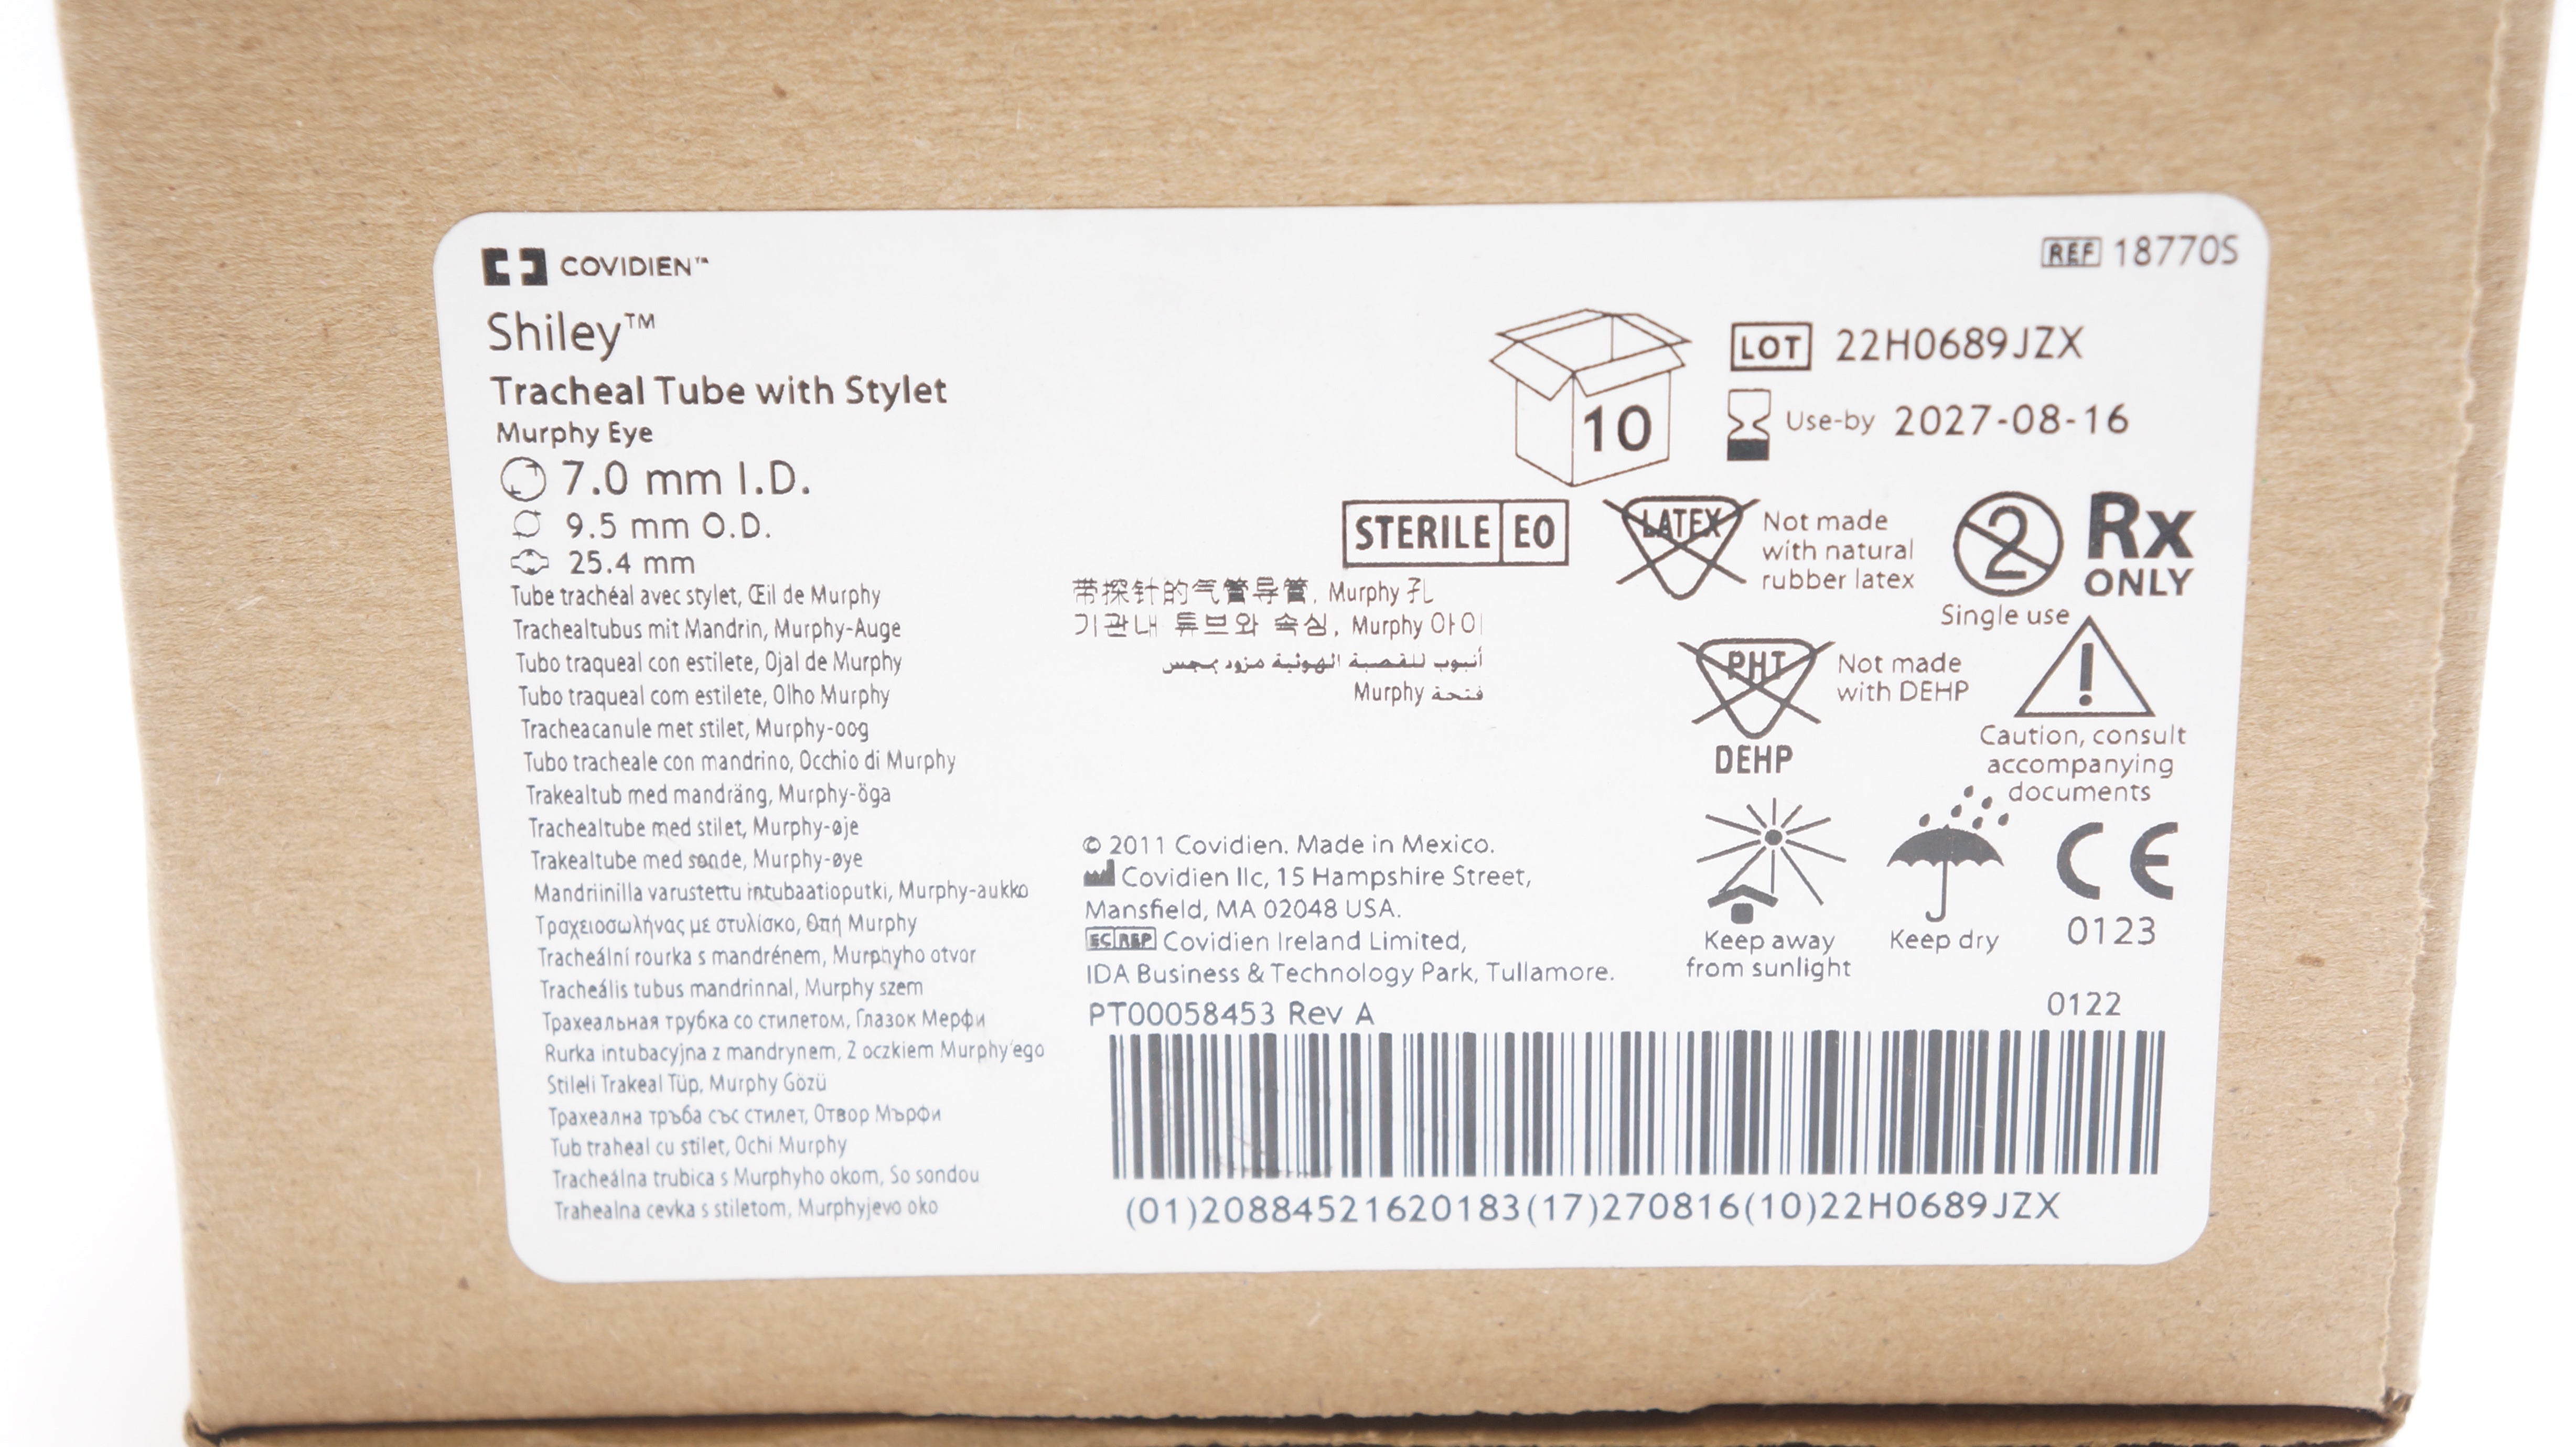 COVIDIEN™
REF 18770S
Shiley™
Tracheal Tube with Stylet
Murphy Eye
7.0 mm I.D.
9.5 mm O.D.
25.4 mm
Tube trachéal avec stylet, Œil de Murphy
Trachealtubus mit Mandrin, Murphy-Auge
Tubo traqueal con estilete, Ojal de Murphy
Tubo traqueal com estilete, Olho Murphy
Tracheacanule met stilet, Murphy-oog
Tubo tracheale con mandrino, Occhio di Murphy
Trakealtub med mandräng, Murphy-öga
Trachealtube med stilet, Murphy-øje
Trakealtube med sonde, Murphy-øye
Mandriinilla varustettu intubaatioputki, Murphy-aukko
Τραχειοσωλήνας με στυλίσκο, Οπή Murphy
Tracheální rourka s mandrénem, Murphyho otvor
Tracheális tubus mandrinnal, Murphy szem
Трахеальная трубка со стилетом, Глазок Мерфи
Rurka intubacyjna z mandrynem, Z oczkiem Murphy'ego
Stileli Trakeal Tüp, Murphy Gözü
Трахеална тръба със стилет, Отвор Мърфи
Tub traheal cu stilet, Ochi Murphy
Tracheálna trubica s Murphyho okom, So sondou
Trahealna cevka s stiletom, Murphyjevo oko
10
LOT 22H0689JZX
Use-by 2027-08-16
STERILE EO
LATEX
Not made
with natural
rubber latex
2
Single use
Rx
ONLY
带探针的气管导管, Murphy 孔
기관내 튜브와 속심, Murphy 아이
أنبوب للقصبة الهوائية مزود بمجس
فتحة Murphy
PHT
DEHP
Not made
with DEHP
!
Caution, consult
accompanying
documents
© 2011 Covidien. Made in Mexico.
Covidien llc, 15 Hampshire Street,
Mansfield, MA 02048 USA.
EC REP Covidien Ireland Limited,
IDA Business & Technology Park, Tullamore.
Keep away
from sunlight
Keep dry
CE
0123
PT00058453 Rev A
0122
(01)20884521620183(17)270816(10)22H0689JZX